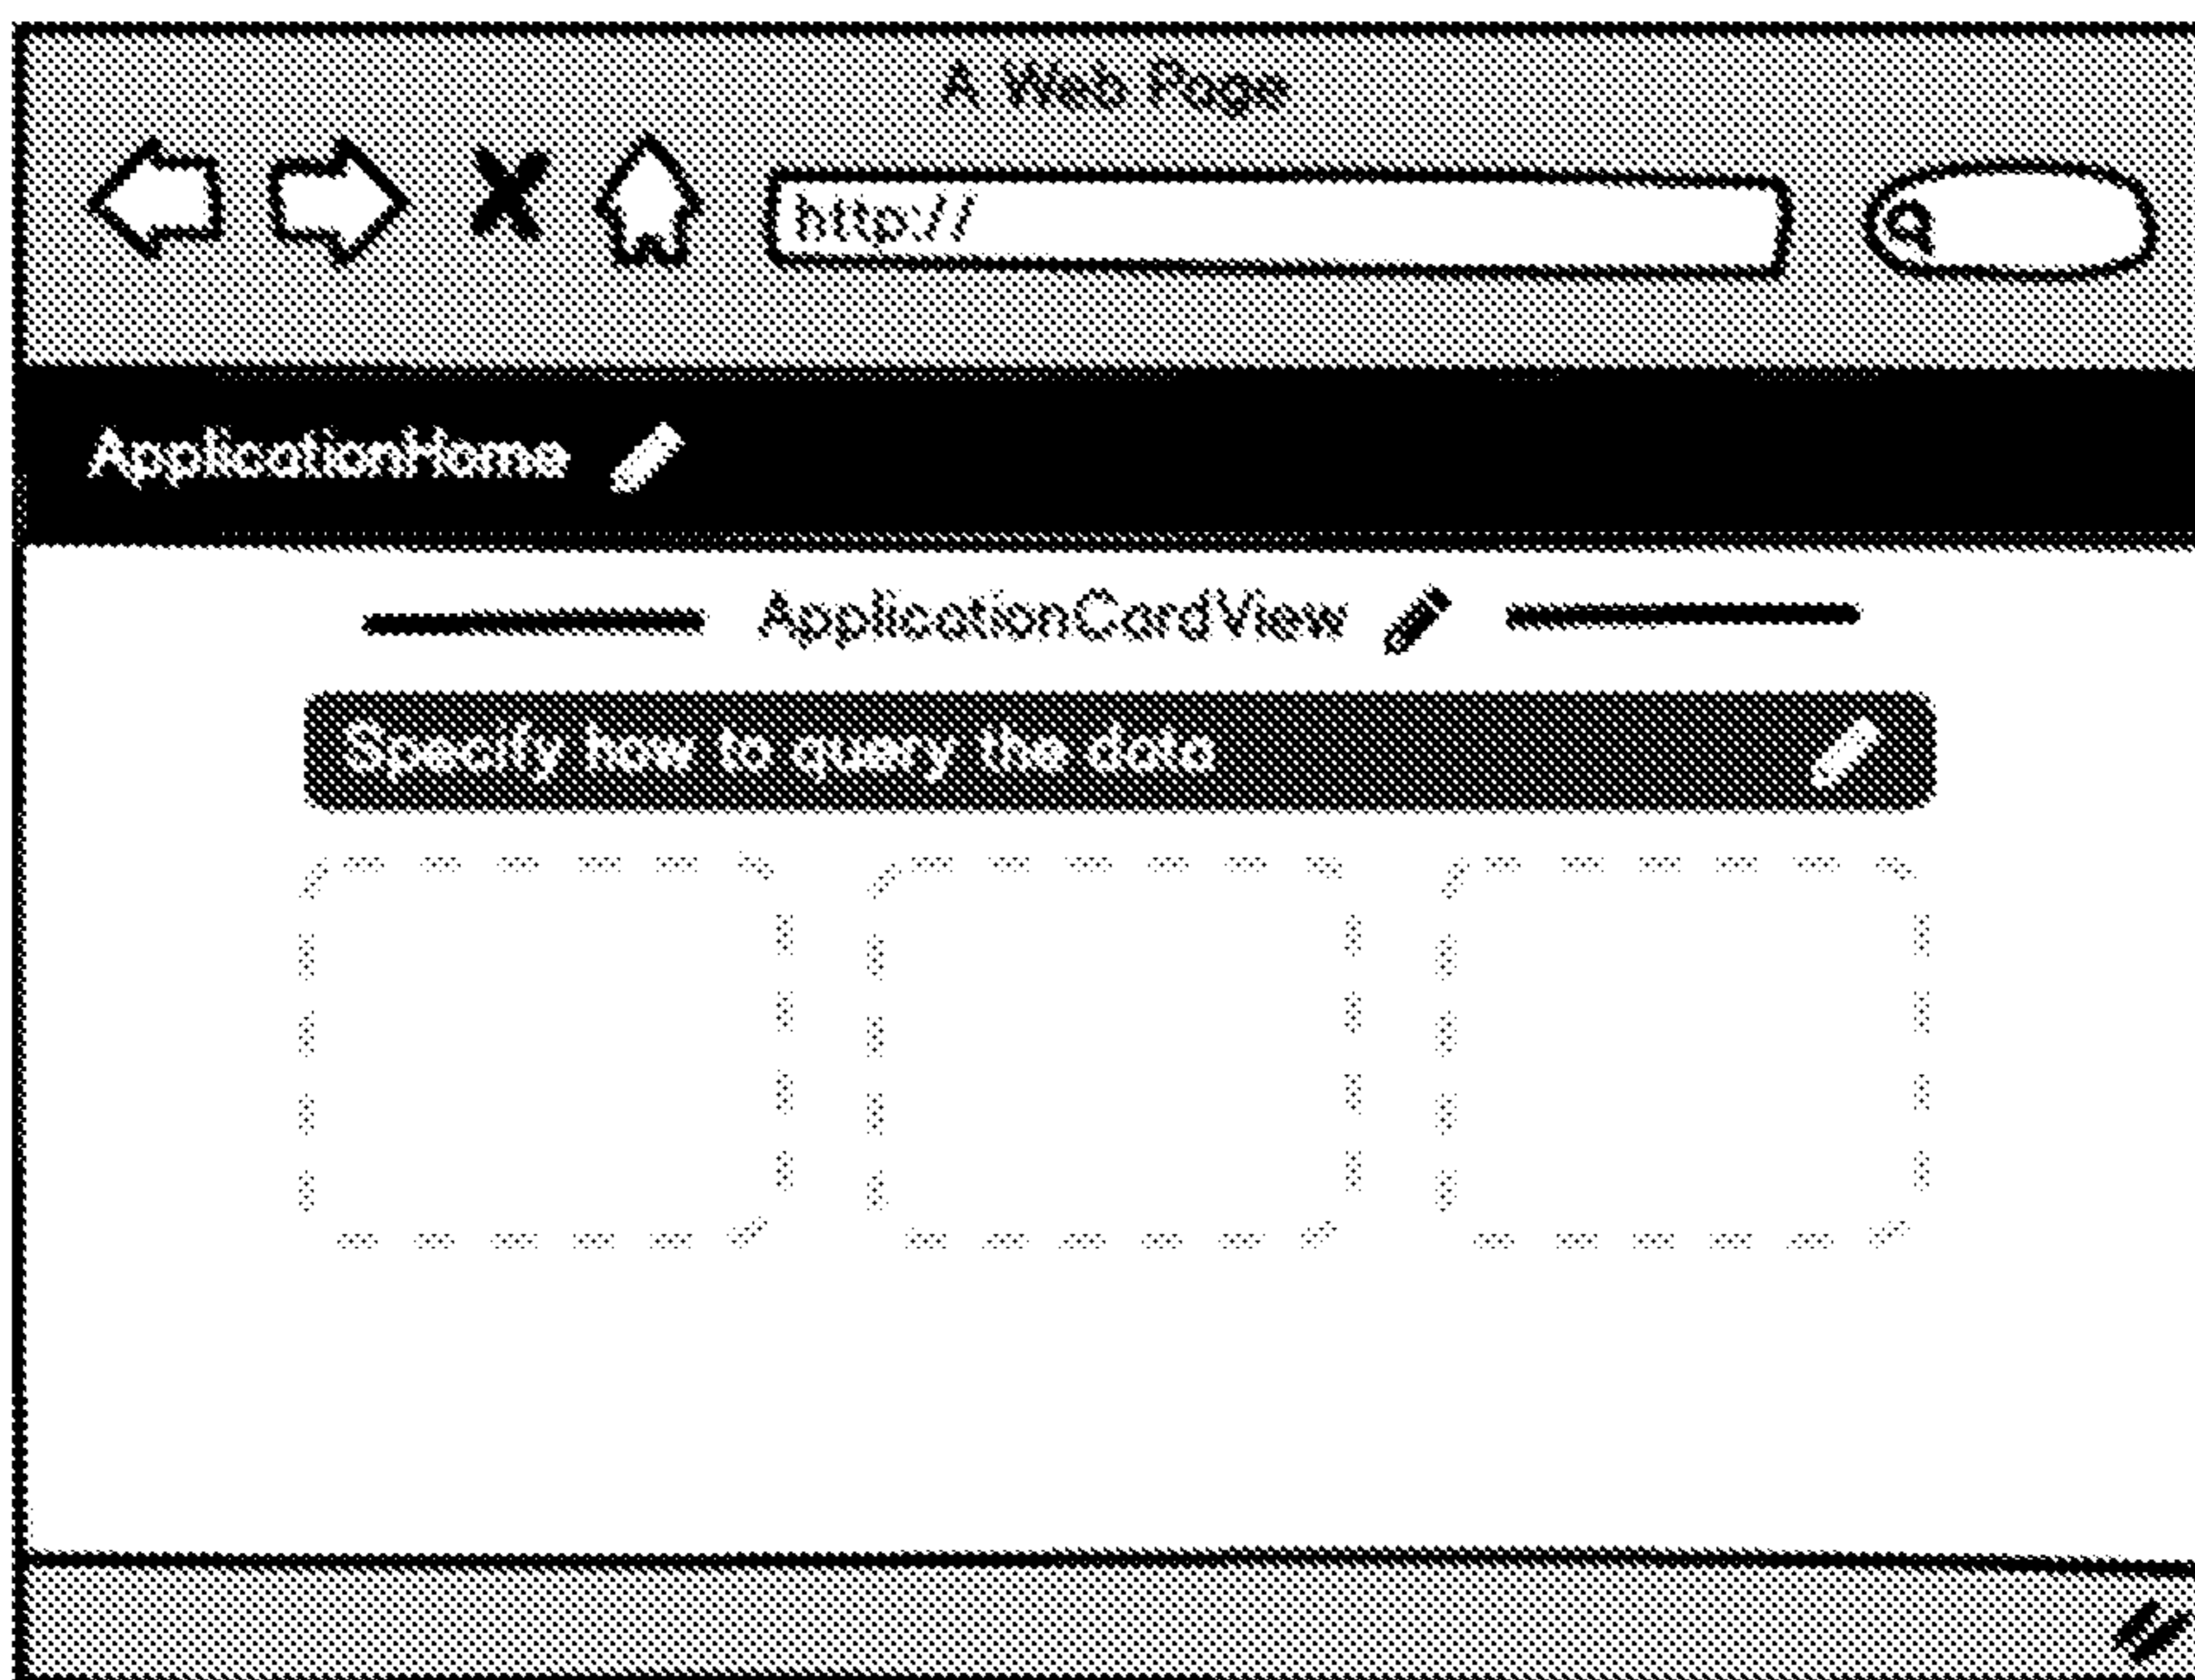 A Web Page
http://
ApplicationHome
ApplicationCardView
Specify how to query the data